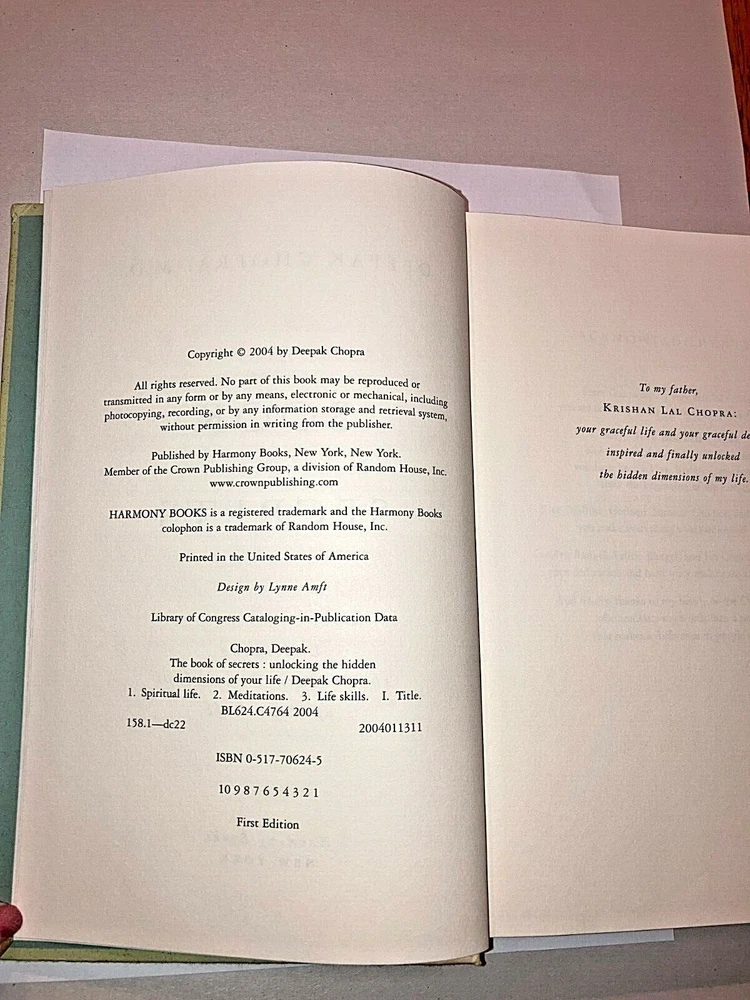 Copyright © 2004 by Deepak Chopra
All rights reserved. No part of this book may be reproduced or
transmitted in any form or by any means, electronic or mechanical, including
photocopying, recording, or by any information storage and retrieval system,
without permission in writing from the publisher.
Published by Harmony Books, New York, New York.
Member of the Crown Publishing Group, a division of Random House, Inc.
www.crownpublishing.com
HARMONY BOOKS is a registered trademark and the Harmony Books
colophon is a trademark of Random House, Inc.
Printed in the United States of America
Design by Lynne Amft
Library of Congress Cataloging-in-Publication Data
Chopra, Deepak.
The book of secrets : unlocking the hidden
dimensions of your life / Deepak Chopra.
1. Spiritual life. 2. Meditations. 3. Life skills. I. Title.
BL624.C4764 2004
158.1—dc22 2004011311
ISBN 0-517-70624-5
10 9 8 7 6 5 4 3 2 1
First Edition
To my father,
KRISHAN LAL CHOPRA:
your graceful life and your graceful
inspired and finally unlocked
the hidden dimensions of my life.